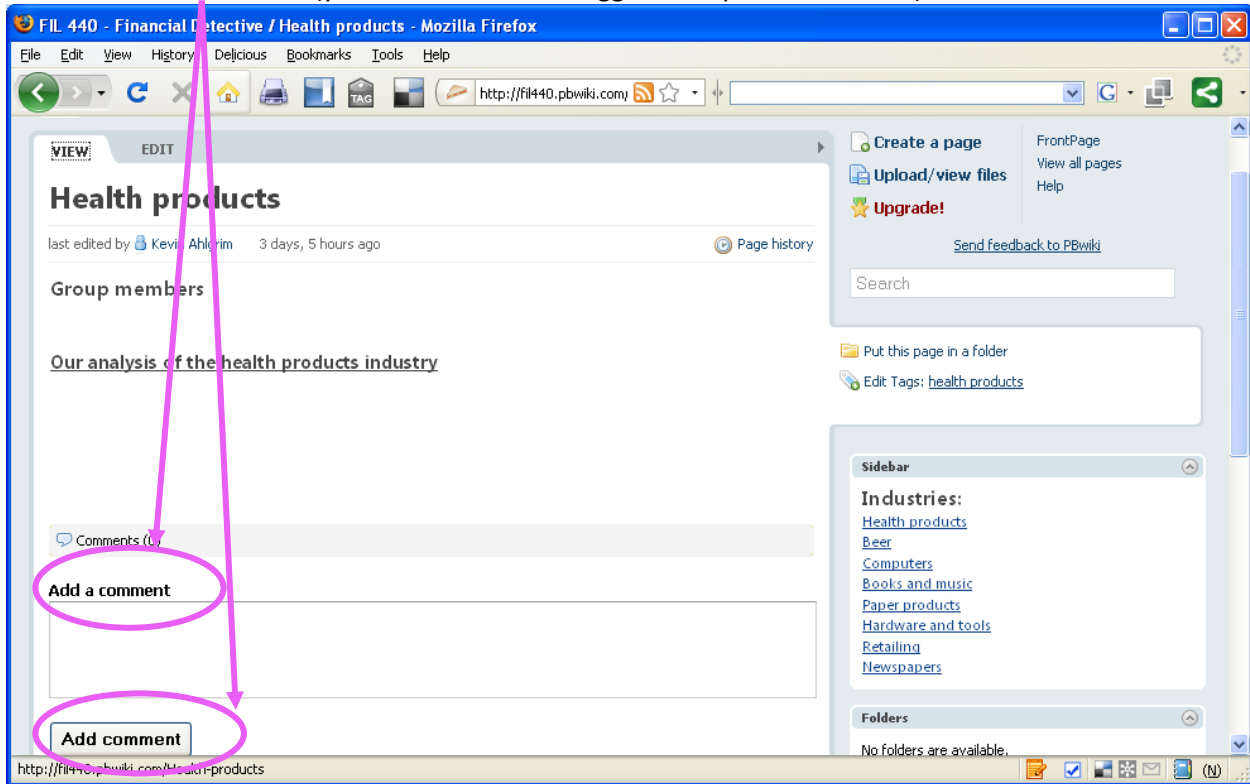 FIL 440 - Financial Detective / Health products - Mozilla Firefox
File Edit View History Delicious Bookmarks Tools Help
TAG http://fil440.pbwiki.com/ G
VIEW EDIT
Health products
last edited by Kevin Ahlgrim 3 days, 5 hours ago Page history
Group members
Our analysis of the health products industry
Comments (0)
Add a comment
Add comment
Create a page
Upload/view files
Upgrade!
FrontPage
View all pages
Help
Send feedback to PBwiki
Search
Put this page in a folder
Edit Tags: health products
Sidebar
Industries:
Health products
Beer
Computers
Books and music
Paper products
Hardware and tools
Retailing
Newspapers
Folders
No folders are available.
http://fil440.pbwiki.com/Health-products
(N)